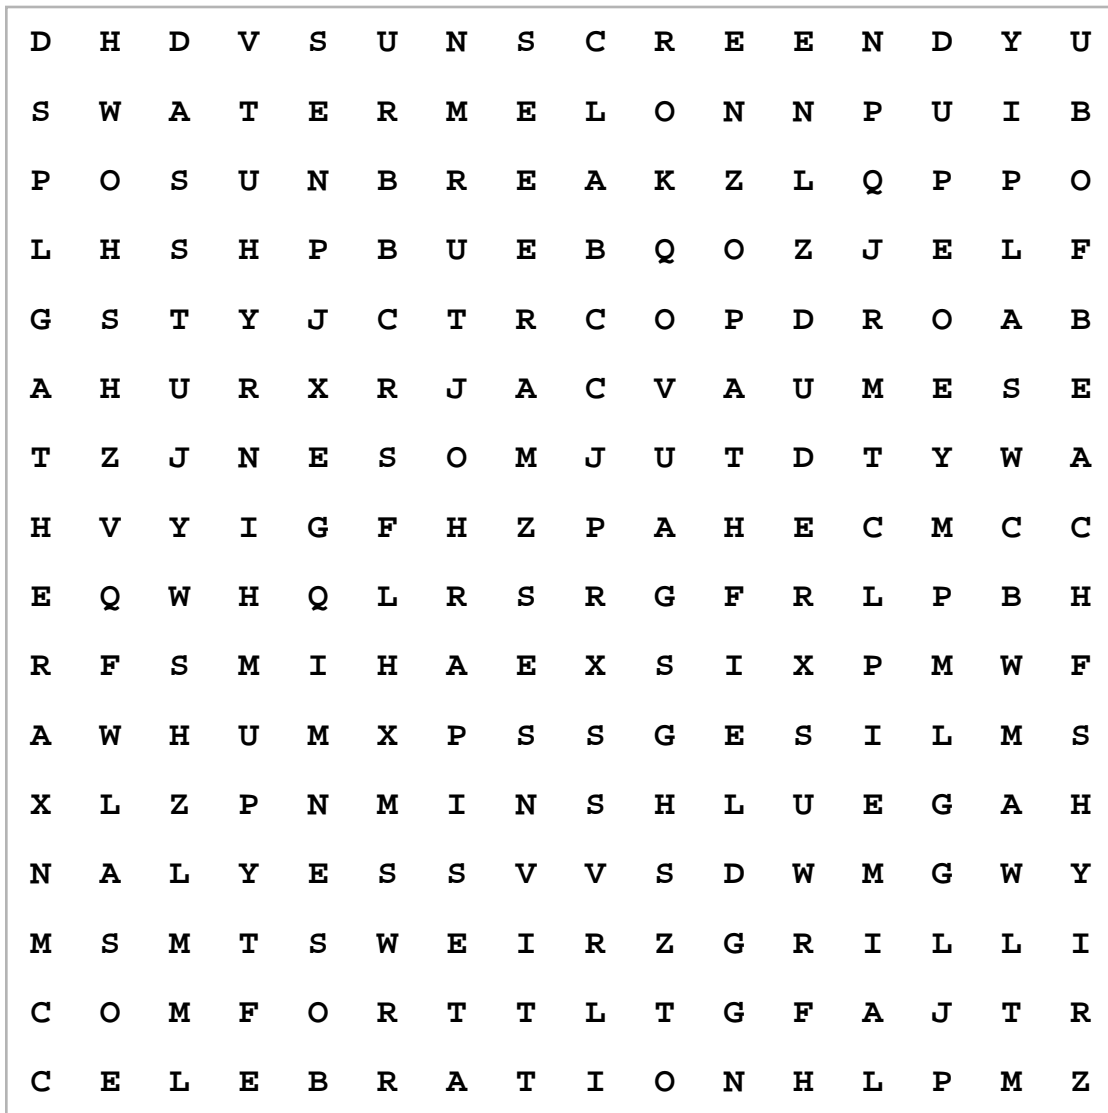 D H D V S U N S C R E E N D Y U
S W A T E R M E L O N N P U I B
P O S U N B R E A K Z L Q P P O
L H S H P B U E B Q O Z J E L F
G S T Y J C T R C O P D R O A B
A H U R X R J A C V A U M E S E
T Z J N E S O M J U T D T Y W A
H V Y I G F H Z P A H E C M C C
E Q W H Q L R S R G F R L P B H
R F S M I H A E X S I X P M W F
A W H U M X P S S G E S I L M S
X L Z P N M I N S H L U E G A H
N A L Y E S S V V S D W M G W Y
M S M T S W E I R Z G R I L L I
C O M F O R T T L T G F A J T R
C E L E B R A T I O N H L P M Z